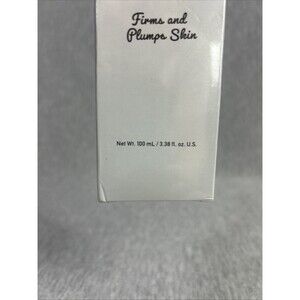 Firms and
Plumps Skin
Net Wt. 100 mL / 3.38 fl. oz. U.S.